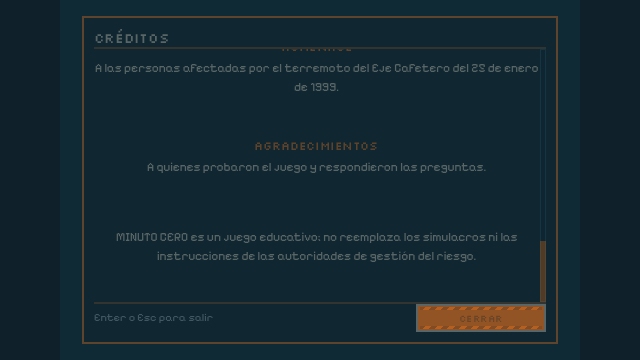 CRÉDITOS
A las personas afectadas por el terremoto del Eje Cafetero del 25 de enero
de 1999.
AGRADECIMIENTOS
A quienes probaron el juego y respondieron las preguntas.
MINUTO CERO es un juego educativo; no reemplaza los simulacros ni las
instrucciones de las autoridades de gestión del riesgo.
Enter o Esc para salir
CERRAR